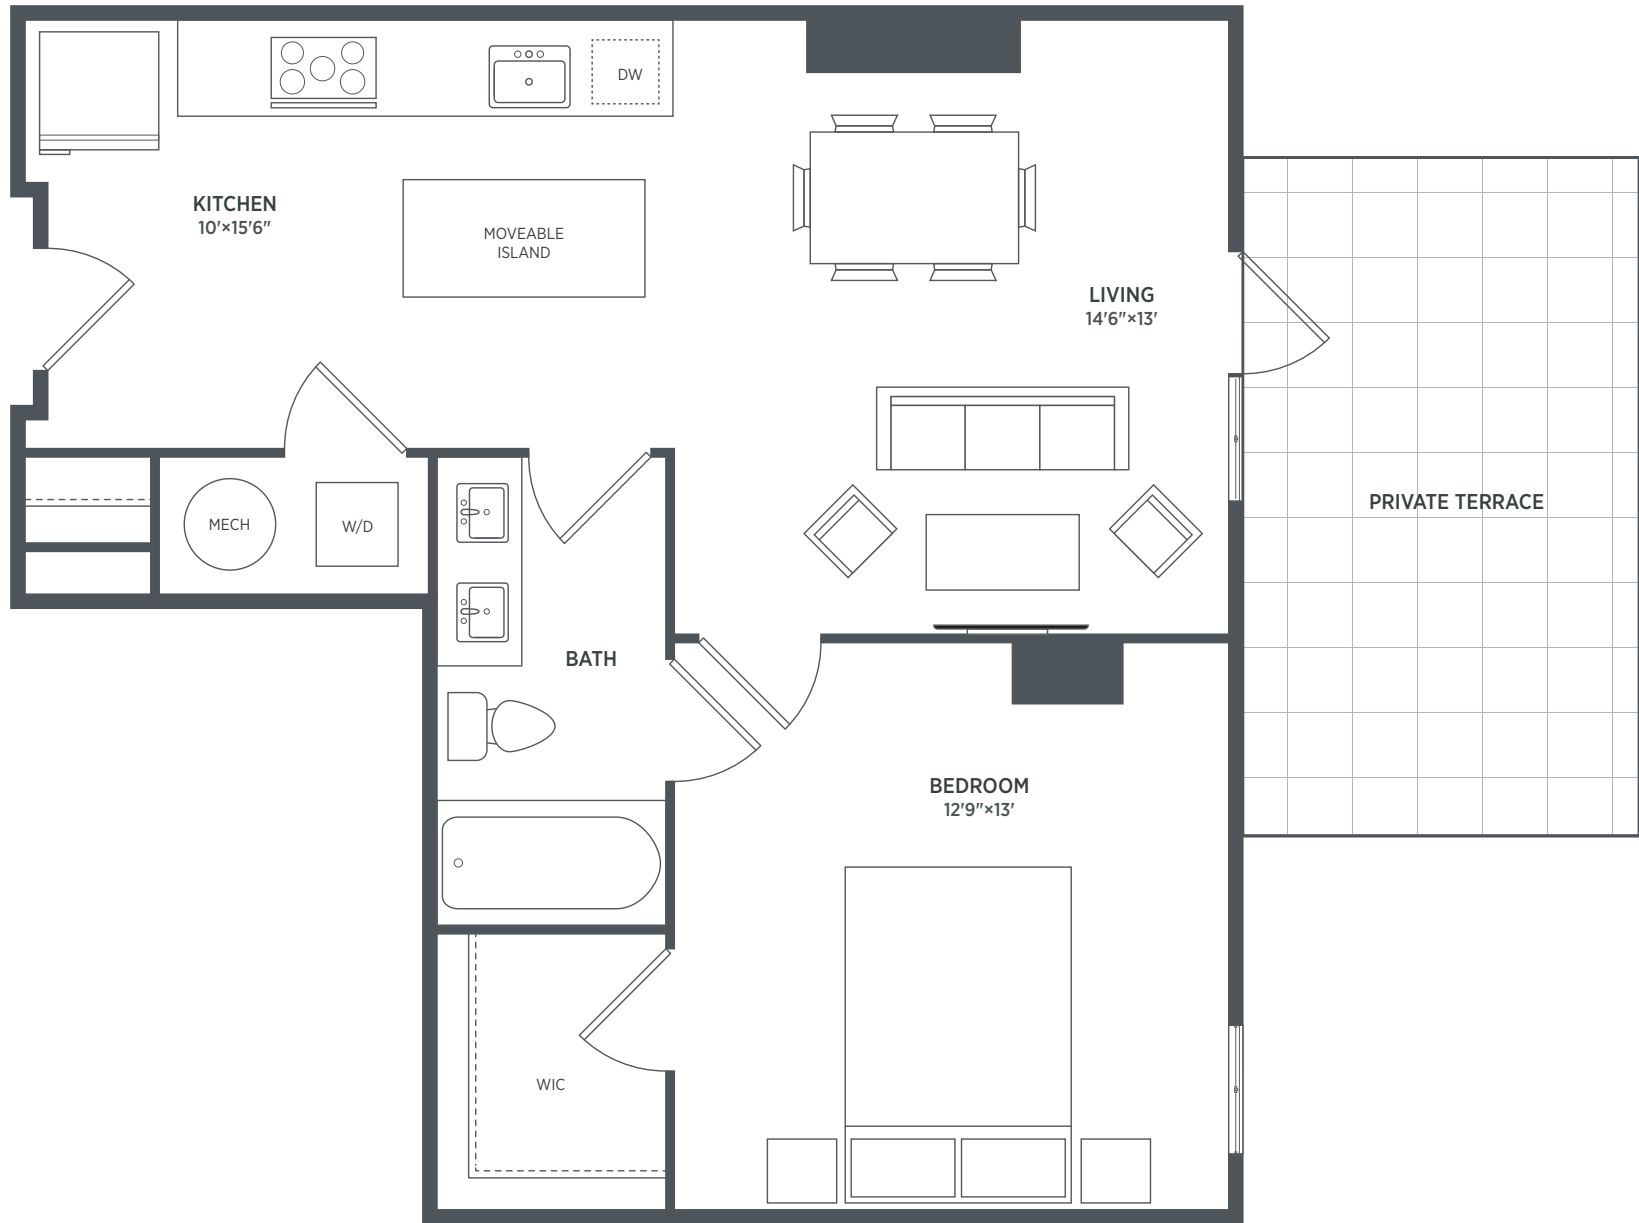 DW
KITCHEN
10'×15'6"
MOVEABLE
ISLAND
LIVING
14'6"×13'
PRIVATE TERRACE
MECH
W/D
BATH
BEDROOM
12'9"×13'
WIC